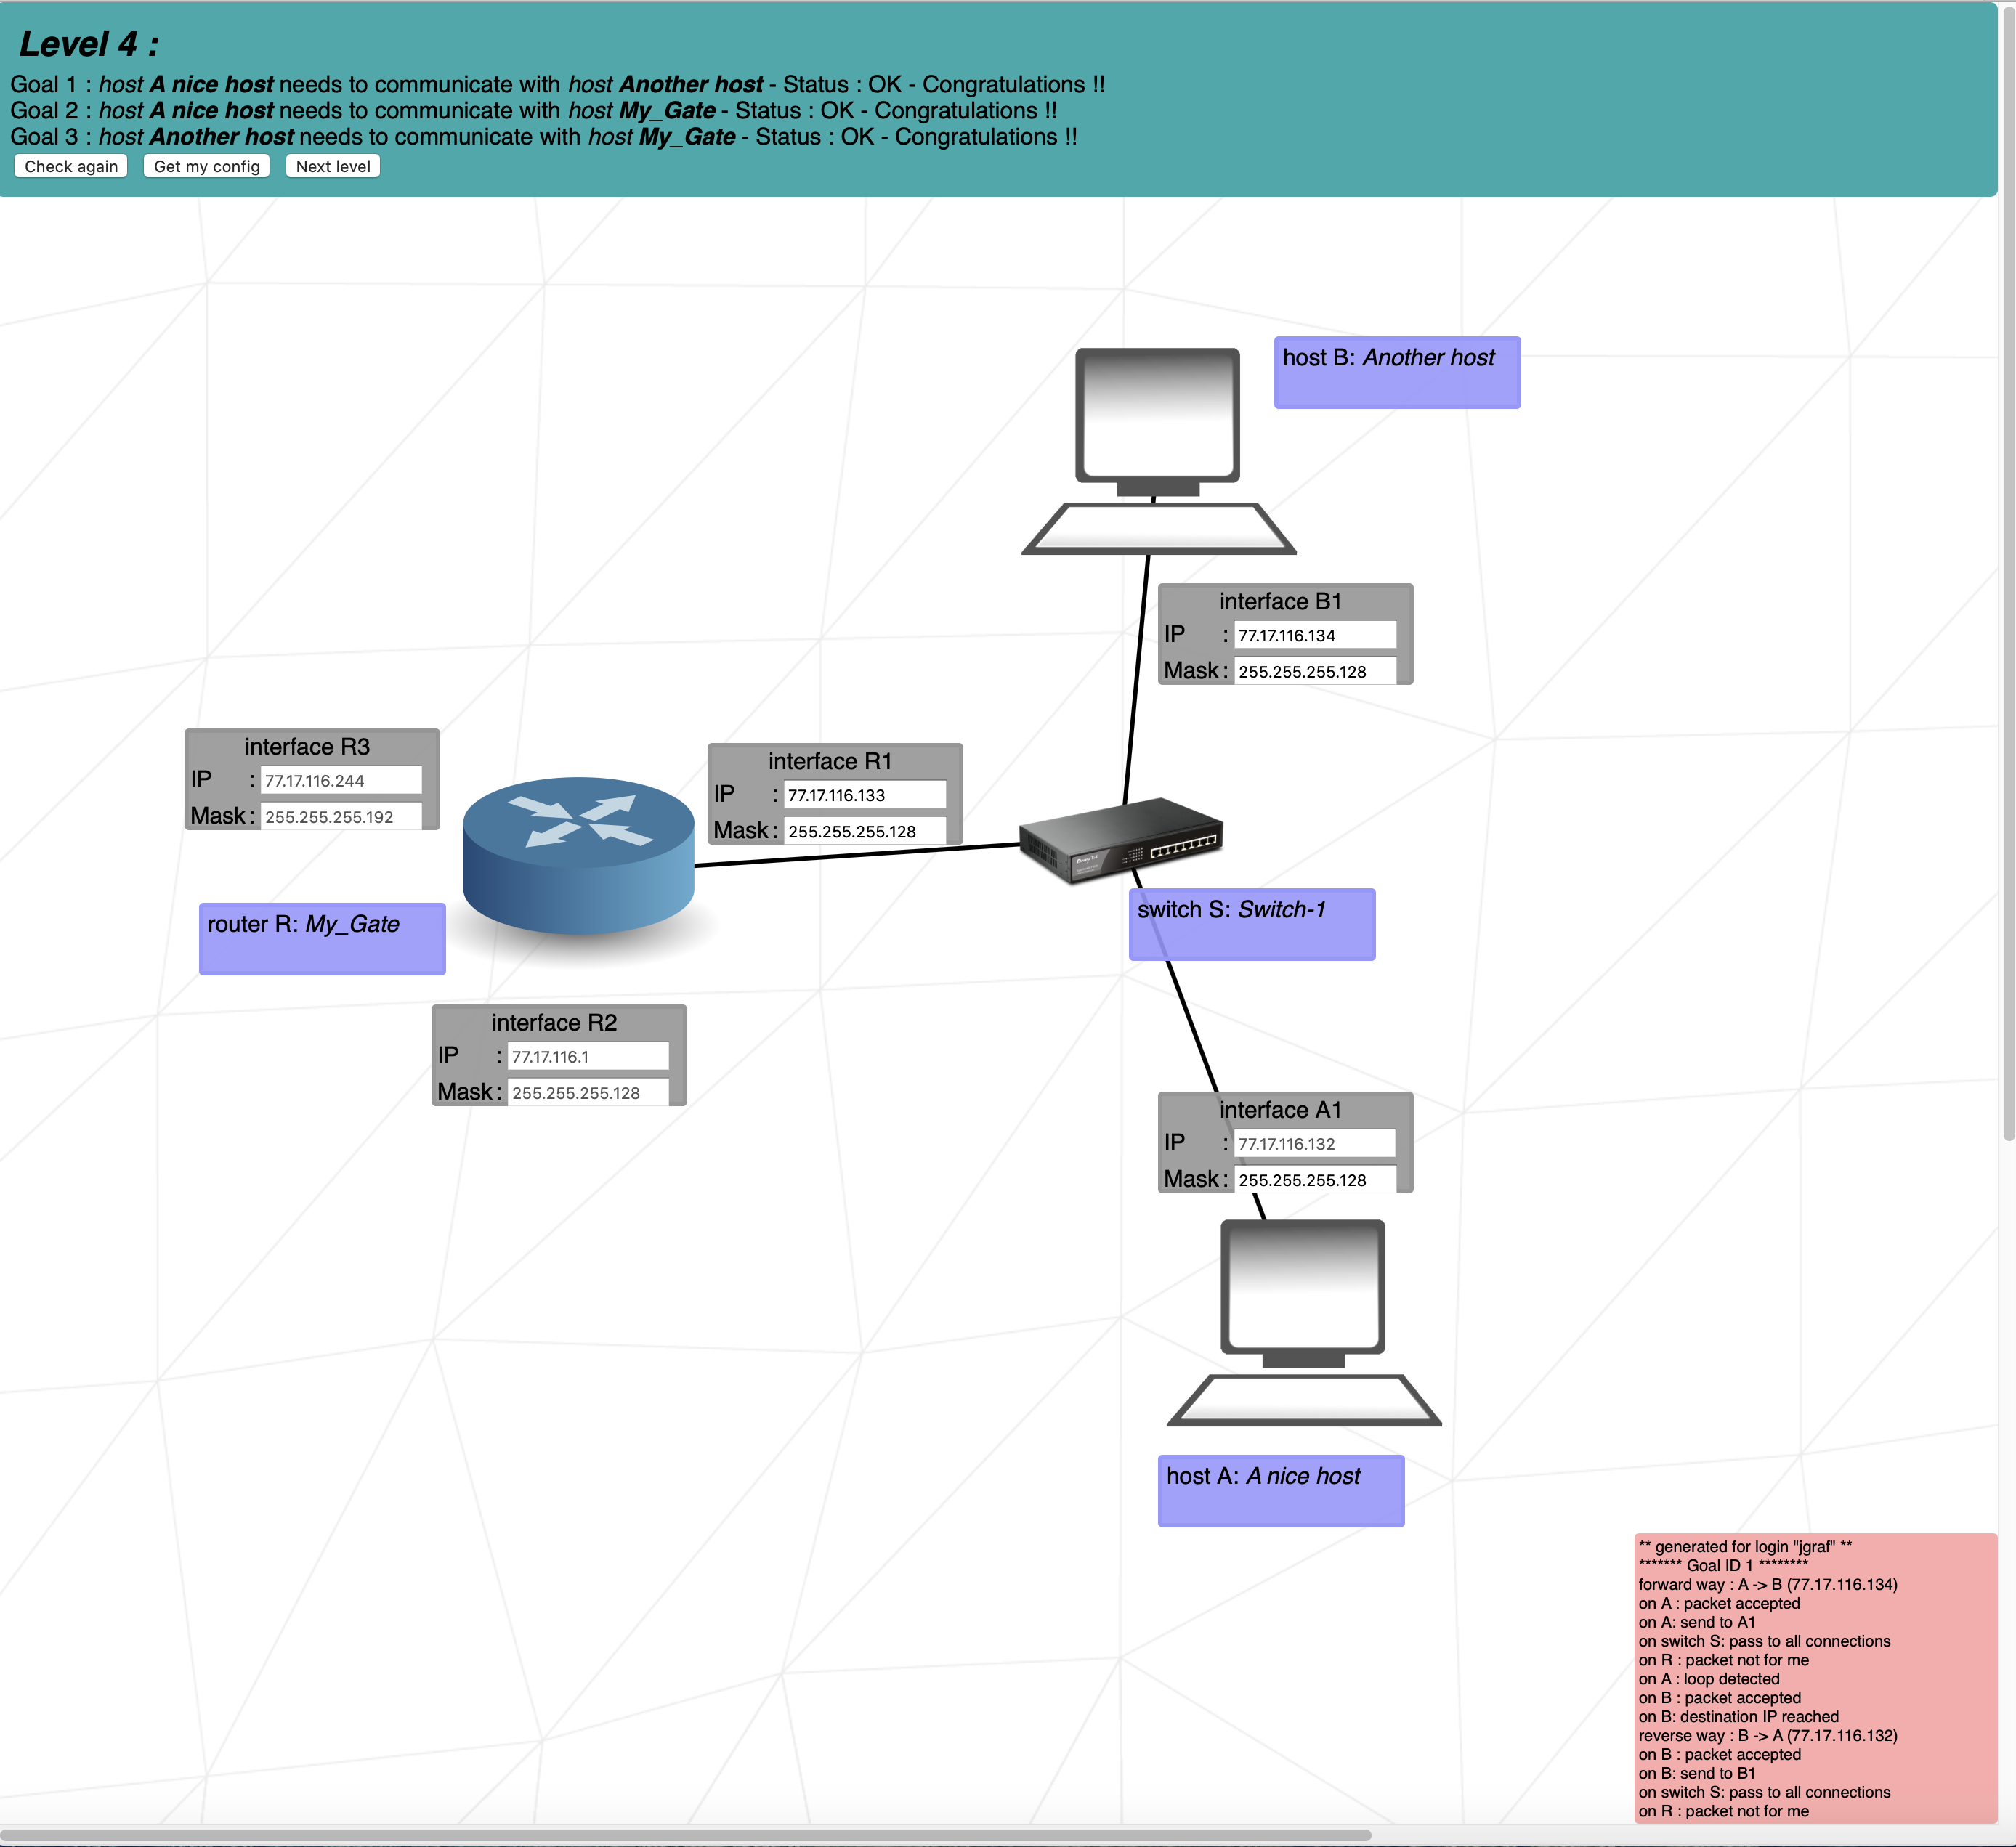 Level 4 :
Goal 1 : host A nice host needs to communicate with host Another host - Status : OK - Congratulations !!
Goal 2 : host A nice host needs to communicate with host My_Gate - Status : OK - Congratulations !!
Goal 3 : host Another host needs to communicate with host My_Gate - Status : OK - Congratulations !!
Check again Get my config Next level
host B: Another host
interface B1
IP : 77.17.116.134
Mask : 255.255.255.128
interface R3
IP : 77.17.116.244
Mask : 255.255.255.192
interface R1
IP : 77.17.116.133
Mask : 255.255.255.128
router R: My_Gate
switch S: Switch-1
interface R2
IP : 77.17.116.1
Mask : 255.255.255.128
interface A1
IP : 77.17.116.132
Mask : 255.255.255.128
host A: A nice host
** generated for login "jgraf" **
******* Goal ID 1 ********
forward way : A -> B (77.17.116.134)
on A : packet accepted
on A: send to A1
on switch S: pass to all connections
on R : packet not for me
on A : loop detected
on B : packet accepted
on B: destination IP reached
reverse way : B -> A (77.17.116.132)
on B : packet accepted
on B: send to B1
on switch S: pass to all connections
on R : packet not for me